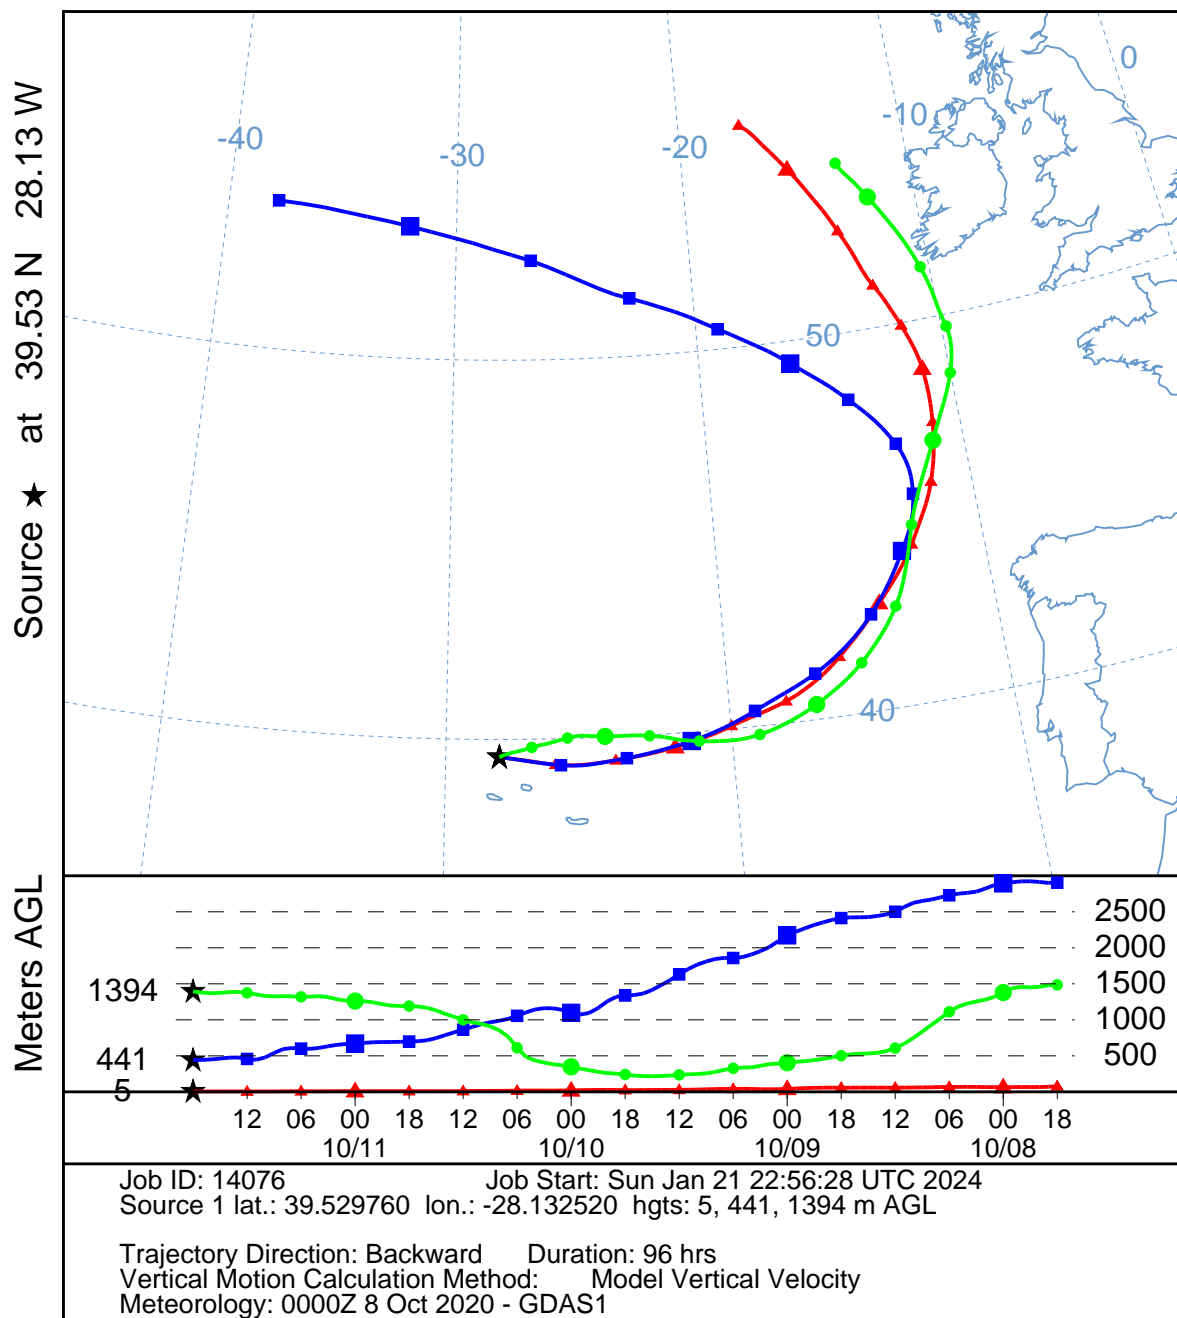 Source ★ at 39.53 N 28.13 W
-40
-30
-20
-10
0
50
40
Meters AGL
1394
441
5
2500
2000
1500
1000
500
12 06 00 18 12 06 00 18 12 06 00 18 12 06 00 18
10/11 10/10 10/09 10/08
Job ID: 14076 Job Start: Sun Jan 21 22:56:28 UTC 2024
Source 1 lat.: 39.529760 lon.: -28.132520 hgts: 5, 441, 1394 m AGL
Trajectory Direction: Backward Duration: 96 hrs
Vertical Motion Calculation Method: Model Vertical Velocity
Meteorology: 0000Z 8 Oct 2020 - GDAS1